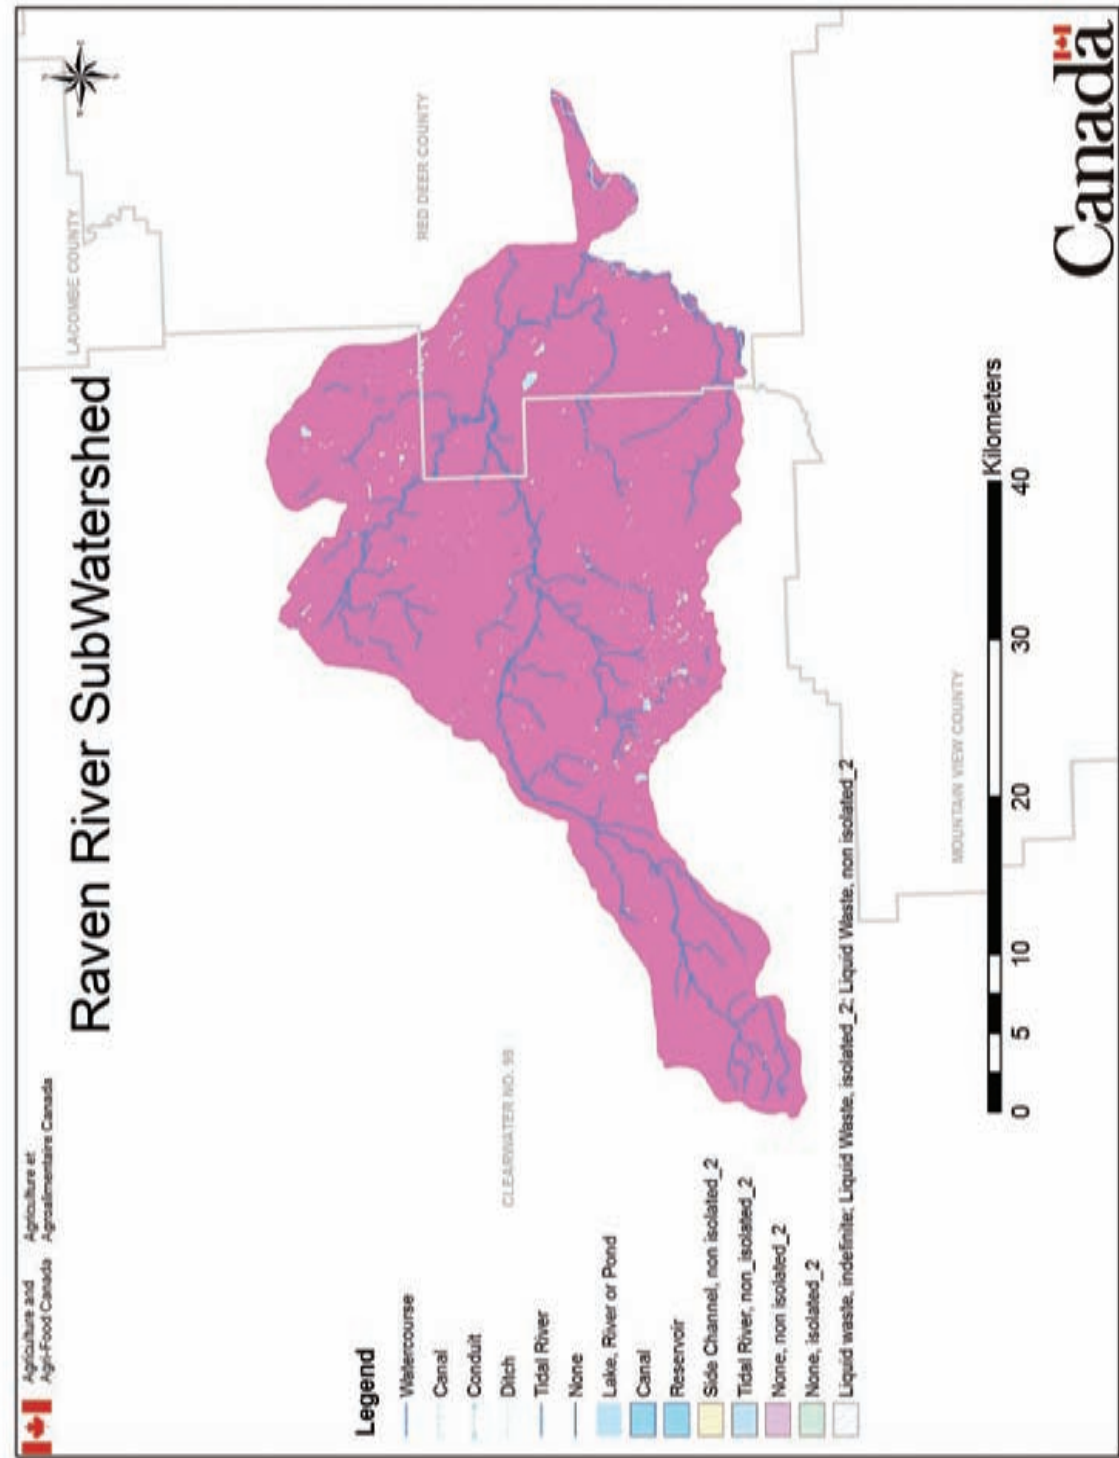 Agriculture and
Agri-Food Canada
Agriculture et
Agroalimentaire Canada
Raven River SubWatershed
LACOMBE COUNTY
RED DEER COUNTY
CLEARWATER NO. 99
MOUNTAIN VIEW COUNTY
Legend
Watercourse
Canal
Conduit
Ditch
Tidal River
None
Lake, River or Pond
Canal
Reservoir
Side Channel, non isolated_2
Tidal River, non_isolated_2
None, non isolated_2
None, isolated_2
Liquid waste, indefinite; Liquid Waste, isolated_2; Liquid Waste, non isolated_2
0 5 10 20 30 40
Kilometers
Canada